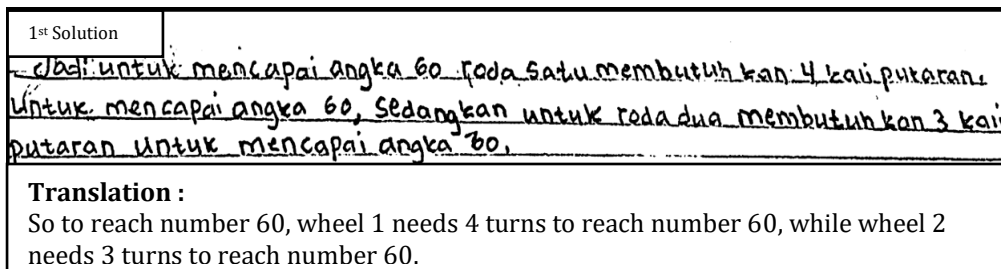 1st Solution
Jadi untuk mencapai angka 60 roda satu membutuhkan 4 kali putaran
untuk mencapai angka 60, sedangkan untuk roda dua membutuhkan 3 kali
putaran untuk mencapai angka 60.
Translation :
So to reach number 60, wheel 1 needs 4 turns to reach number 60, while wheel 2
needs 3 turns to reach number 60.